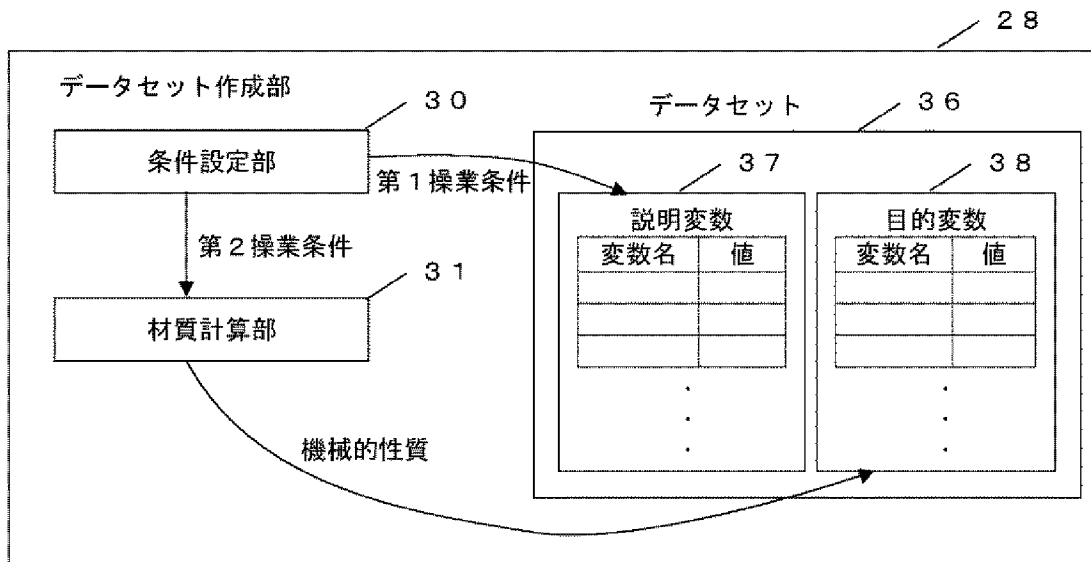 ２８
データセット作成部
３０
条件設定部
第１操業条件
第２操業条件
３１
材質計算部
機械的性質
データセット
３６
３７
説明変数
変数名 値
３８
目的変数
変数名 値